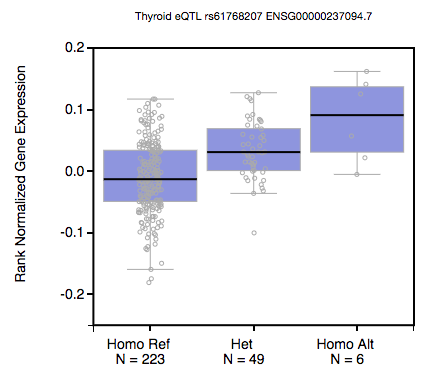 Thyroid eQTL rs61768207 ENSG00000237094.7
Rank Normalized Gene Expression
0.2
0.1
0.0
-0.1
-0.2
Homo Ref Het Homo Alt
N = 223 N = 49 N = 6